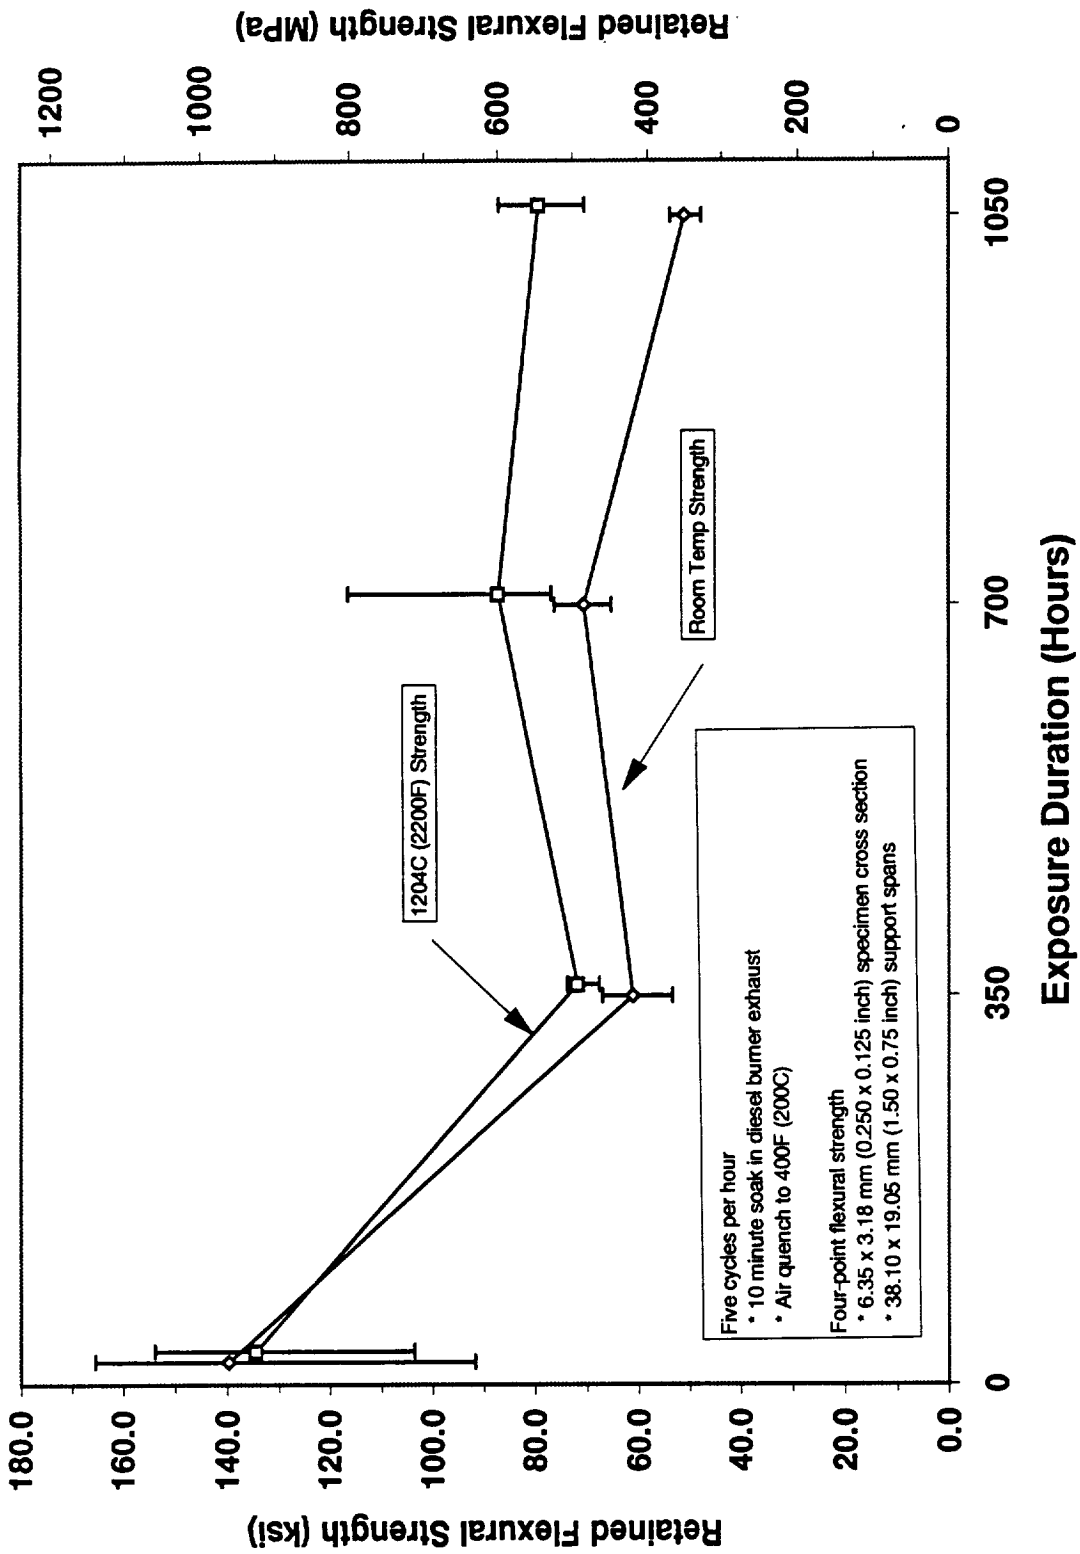 Retained Flexural Strength (ksi)
180.0
160.0
140.0
120.0
100.0
80.0
60.0
40.0
20.0
0.0
Retained Flexural Strength (MPa)
1200
1000
800
600
400
200
0
1204C (2200F) Strength
Room Temp Strength
Five cycles per hour
* 10 minute soak in diesel burner exhaust
* Air quench to 400F (200C)
Four-point flexural strength
* 6.35 x 3.18 mm (0.250 x 0.125 inch) specimen cross section
* 38.10 x 19.05 mm (1.50 x 0.75 inch) support spans
0
350
700
1050
Exposure Duration (Hours)